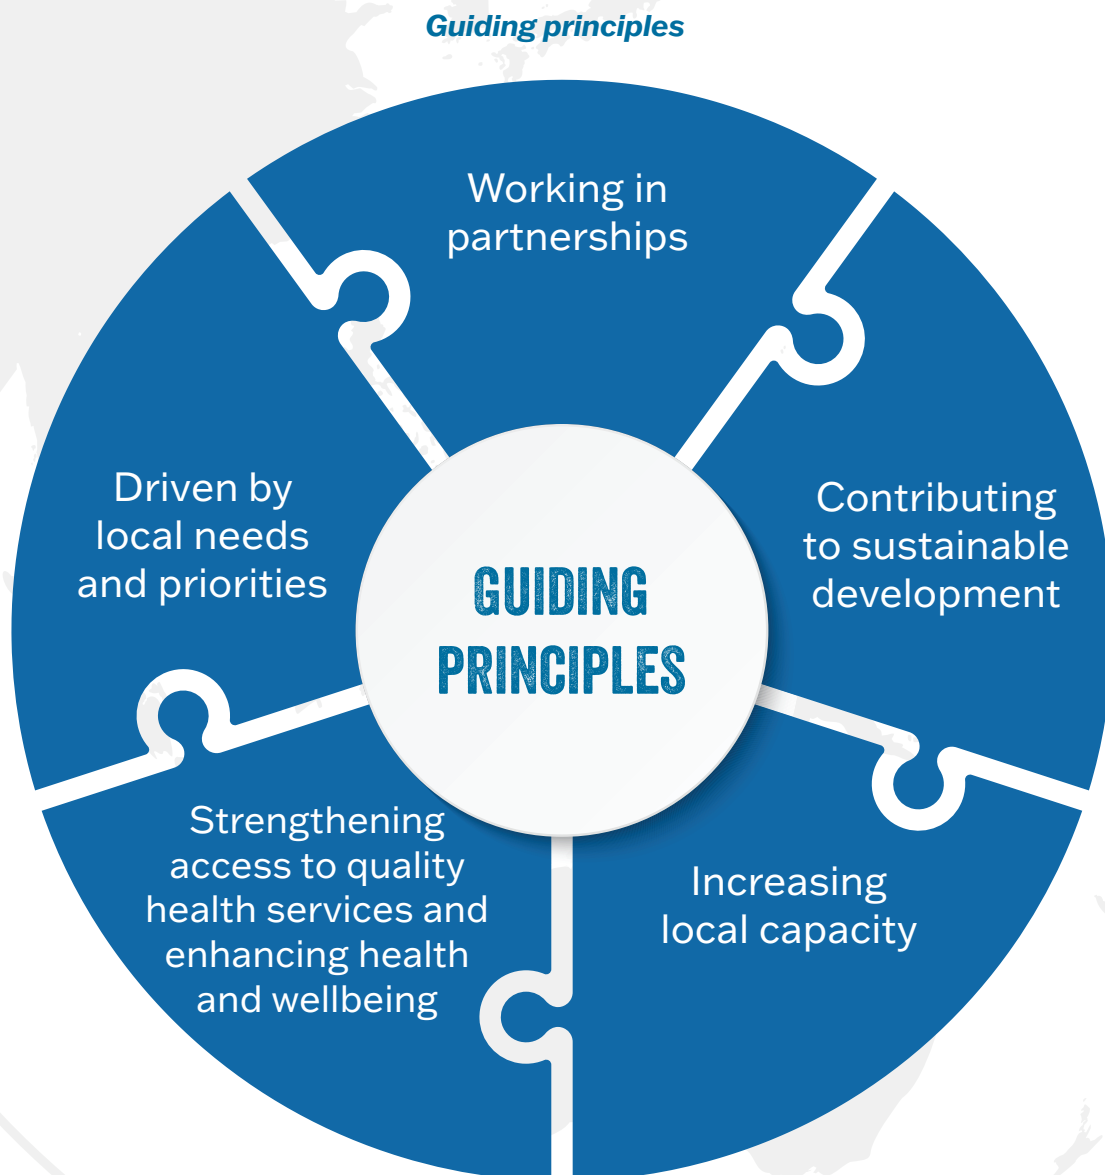 Guiding principles
Working in
partnerships
Contributing
to sustainable
development
Increasing
local capacity
Strengthening
access to quality
health services and
enhancing health
and wellbeing
Driven by
local needs
and priorities
GUIDING
PRINCIPLES